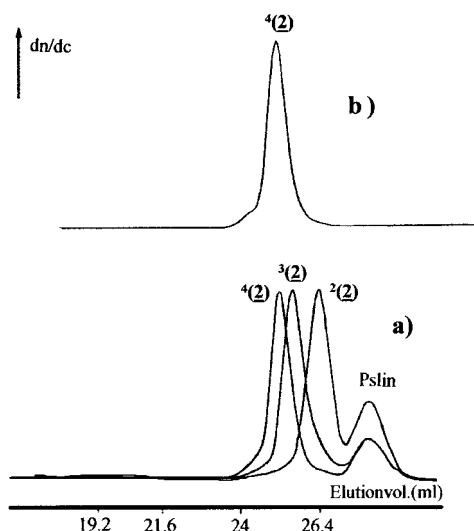 ⁴(2)
dn/dc
b )
³(2)
⁴(2) ²(2)
a)
Pslin
Elutionvol.(ml)
19.2 21.6 24 26.4